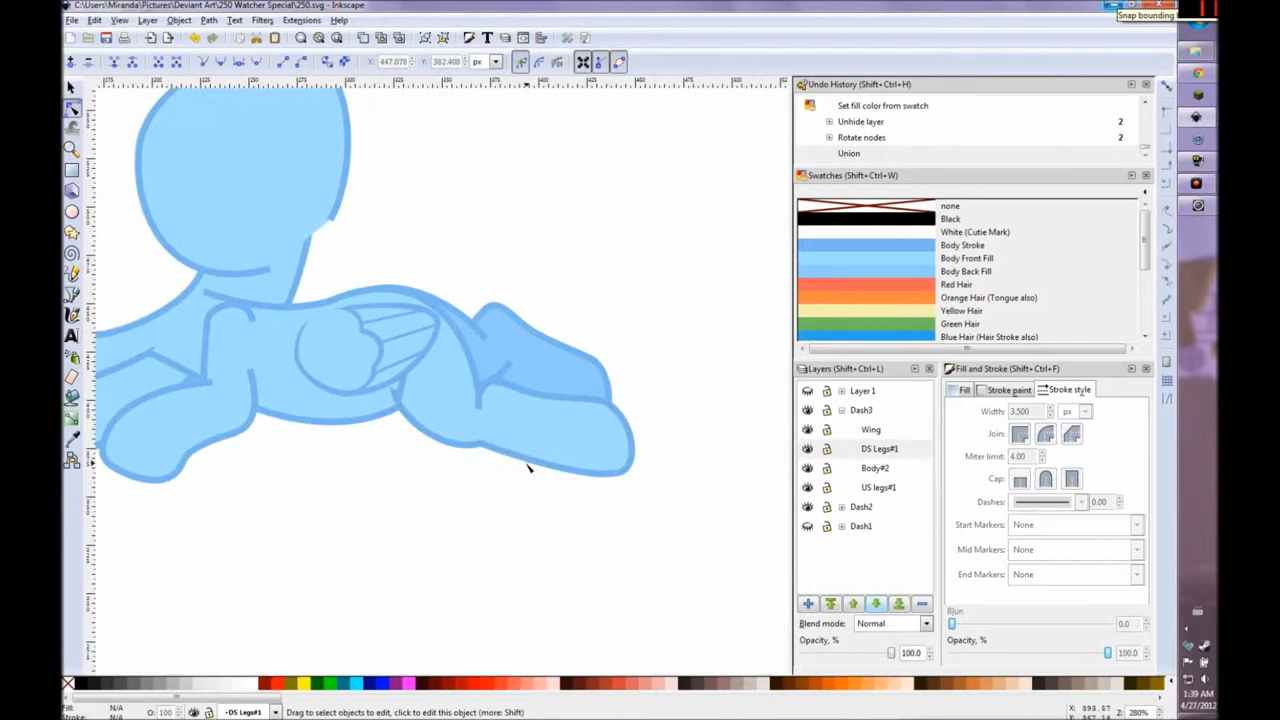 C:\Users\Miranda\Pictures\Deviant Art\250 Watcher Special\250.svg - Inkscape
Snap bounding
File Edit View Layer Object Path Text Filters Extensions Help
X: 447.078 Y: 382.408 px
Undo History (Shift+Ctrl+H)
Set fill color from swatch
Unhide layer 2
Rotate nodes 2
Union
Swatches (Shift+Ctrl+W)
none
Black
White (Cutie Mark)
Body Stroke
Body Front Fill
Body Back Fill
Red Hair
Orange Hair (Tongue also)
Yellow Hair
Green Hair
Blue Hair (Hair Stroke also)
Layers (Shift+Ctrl+L)
Layer 1
Dash3
Wing
DS Legs#1
Body#2
US legs#1
Dash2
Dash1
Blend mode: Normal
Opacity, % 100.0
Fill and Stroke (Shift+Ctrl+F)
Fill Stroke paint Stroke style
Width: 3.500 px
Join:
Miter limit: 4.00
Cap:
Dashes: 0.00
Start Markers: None
Mid Markers: None
End Markers: None
Blur:
0.0
Opacity, %
100.0
Fill: N/A
Stroke: N/A
O: 100
DS Legs#1
Drag to select objects to edit, click to edit this object (more: Shift)
X: 393.57
Z: 280%
1:39 AM
4/27/2012